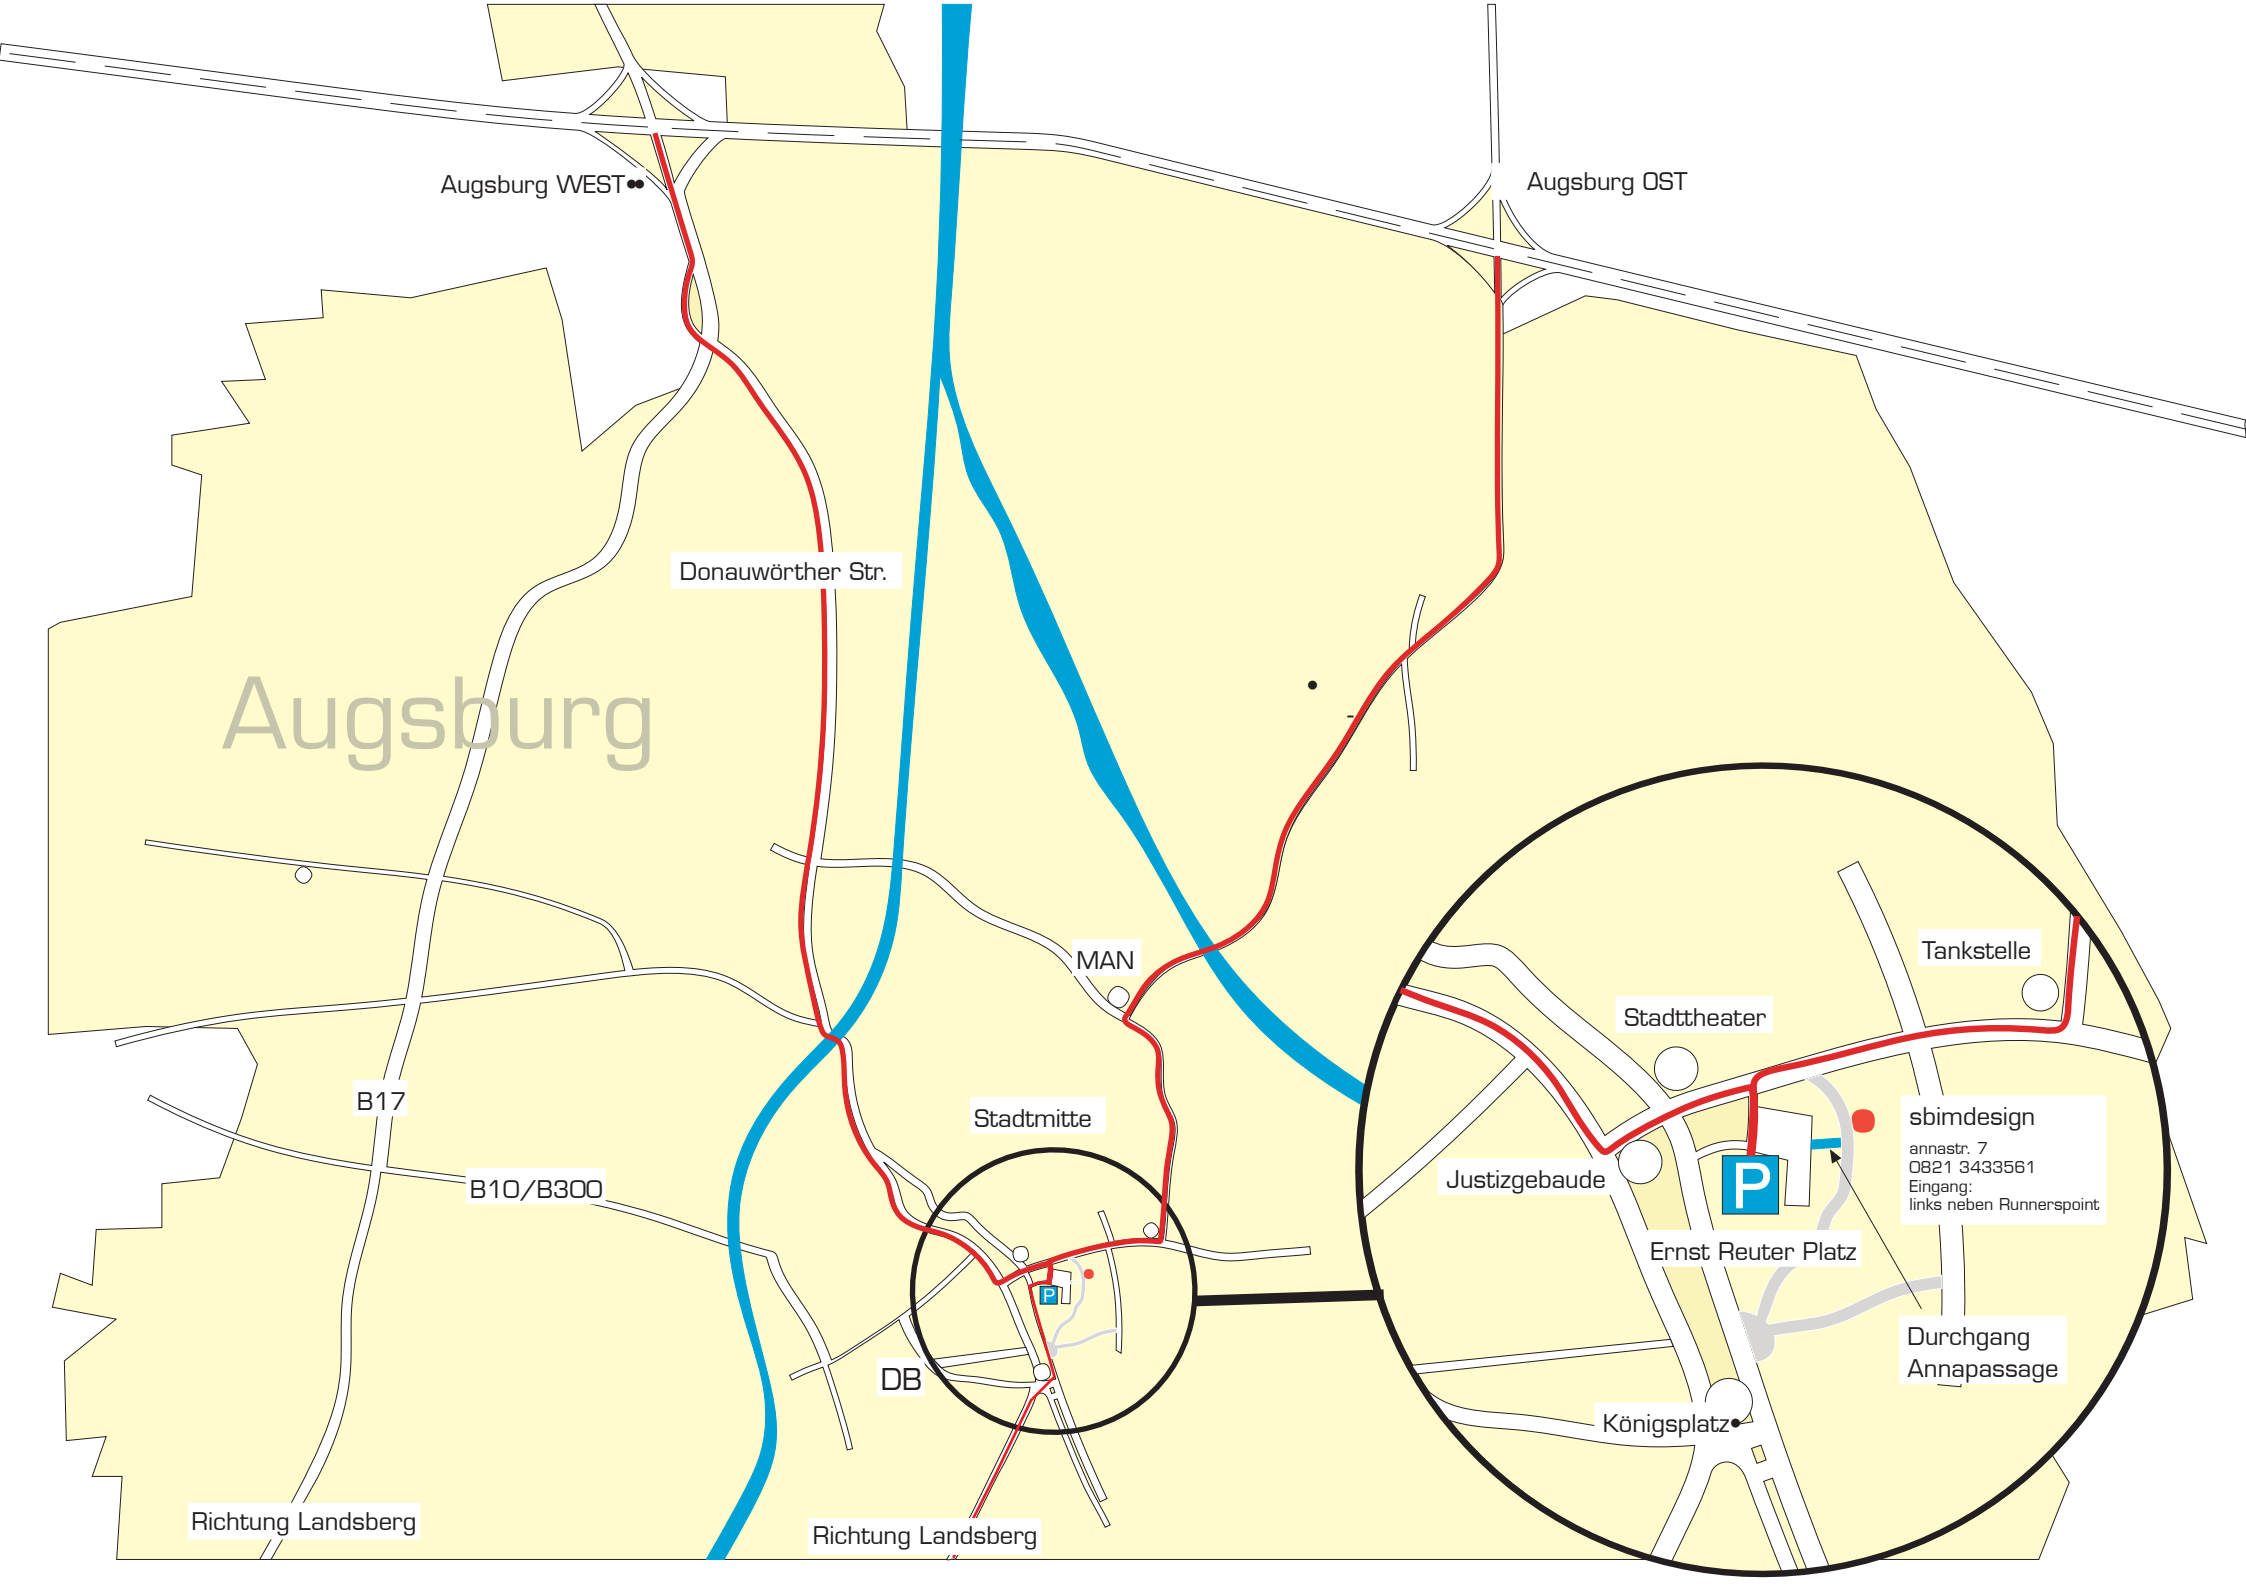 Augsburg WEST
Augsburg OST
Donauwörther Str.
Augsburg
MAN
Tankstelle
Stadttheater
B17
Stadtmitte
sbimdesign
annastr. 7
0821 3433561
Eingang:
links neben Runnerspoint
Justizgebaude
P
B10/B300
Ernst Reuter Platz
P
Durchgang
Annapassage
DB
Königsplatz
Richtung Landsberg
Richtung Landsberg